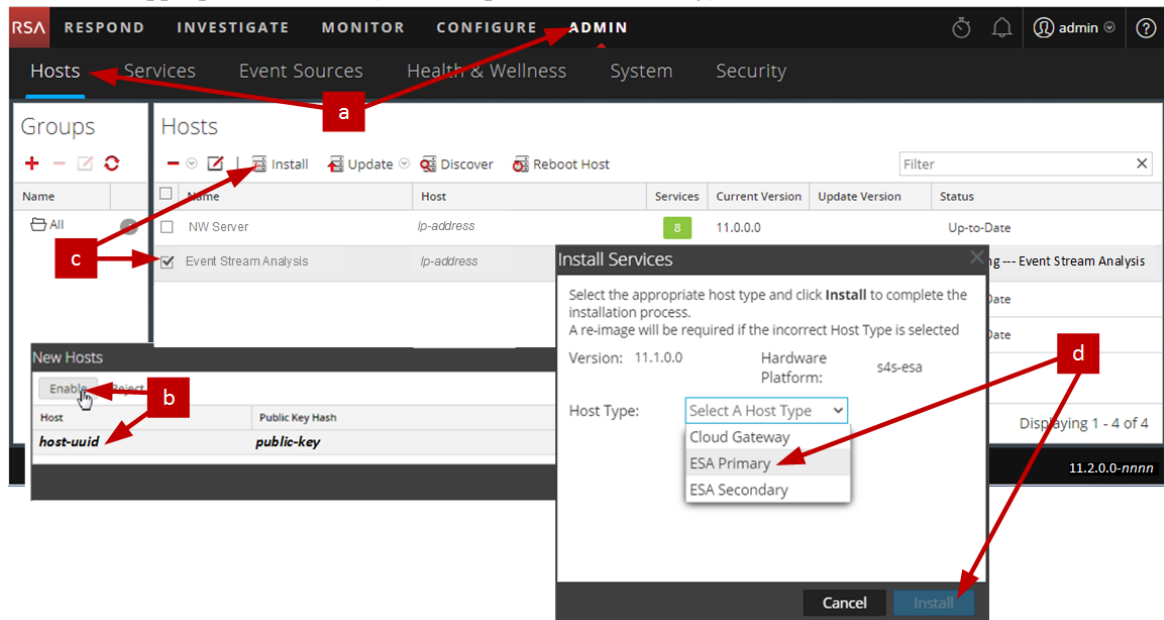 RSA RESPOND INVESTIGATE MONITOR CONFIGURE ADMIN admin
Hosts Services Event Sources Health & Wellness System Security
a
Groups
Hosts
Install Update Discover Reboot Host Filter
Name
Name Host Services Current Version Update Version Status
All
NW Server Ip-address 8 11.0.0.0 Up-to-Date
c
Event Stream Analysis Ip-address g --- Event Stream Analysis
Date
Date
Displaying 1 - 4 of 4
11.2.0.0-nnnn
New Hosts
Enable Reject
b
Host Public Key Hash
host-uuid public-key
Install Services
Select the appropriate host type and click Install to complete the
installation process.
A re-image will be required if the incorrect Host Type is selected
Version: 11.1.0.0 Hardware
Platform: s4s-esa
d
Host Type: Select A Host Type
Cloud Gateway
ESA Primary
ESA Secondary
Cancel Install